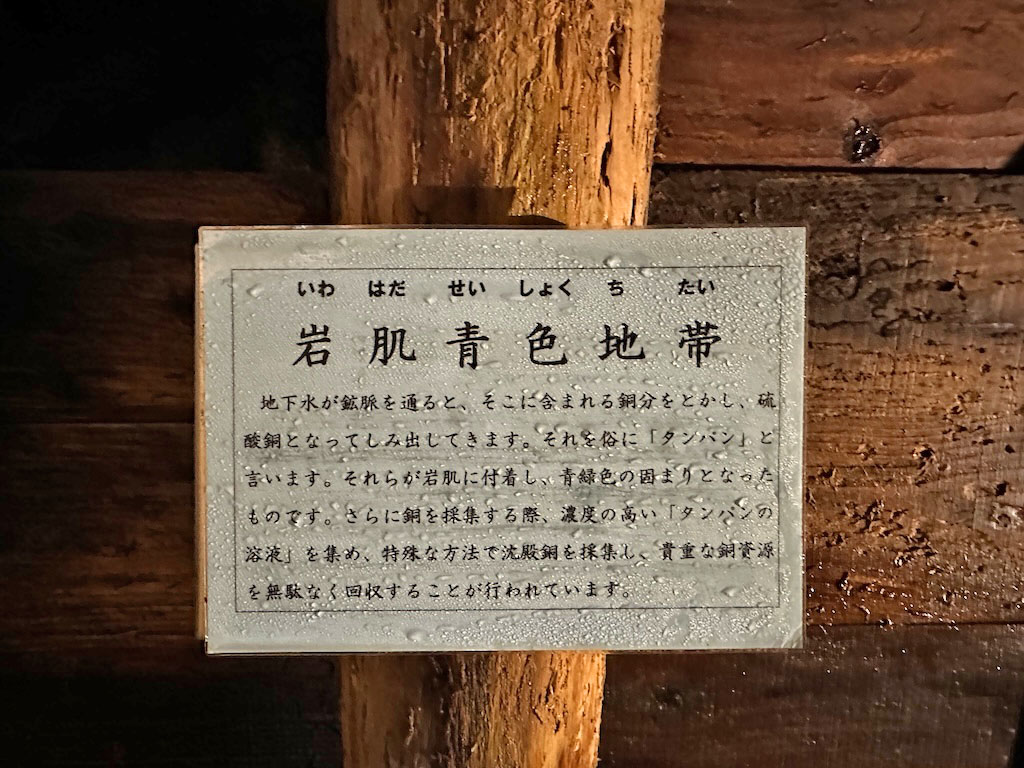 いわ はだ せい しょく ち たい
岩肌青色地帯
地下水が鉱脈を通ると、そこに含まれる銅分をとかし、硫
酸銅となってしみ出してきます。それを俗に「タンバン」と
言います。それらが岩肌に付着し、青緑色の固まりとなった
ものです。さらに銅を採集する際、濃度の高い「タンバンの
溶液」を集め、特殊な方法で沈殿銅を採集し、貴重な銅資源
を無駄なく回収することが行われています。